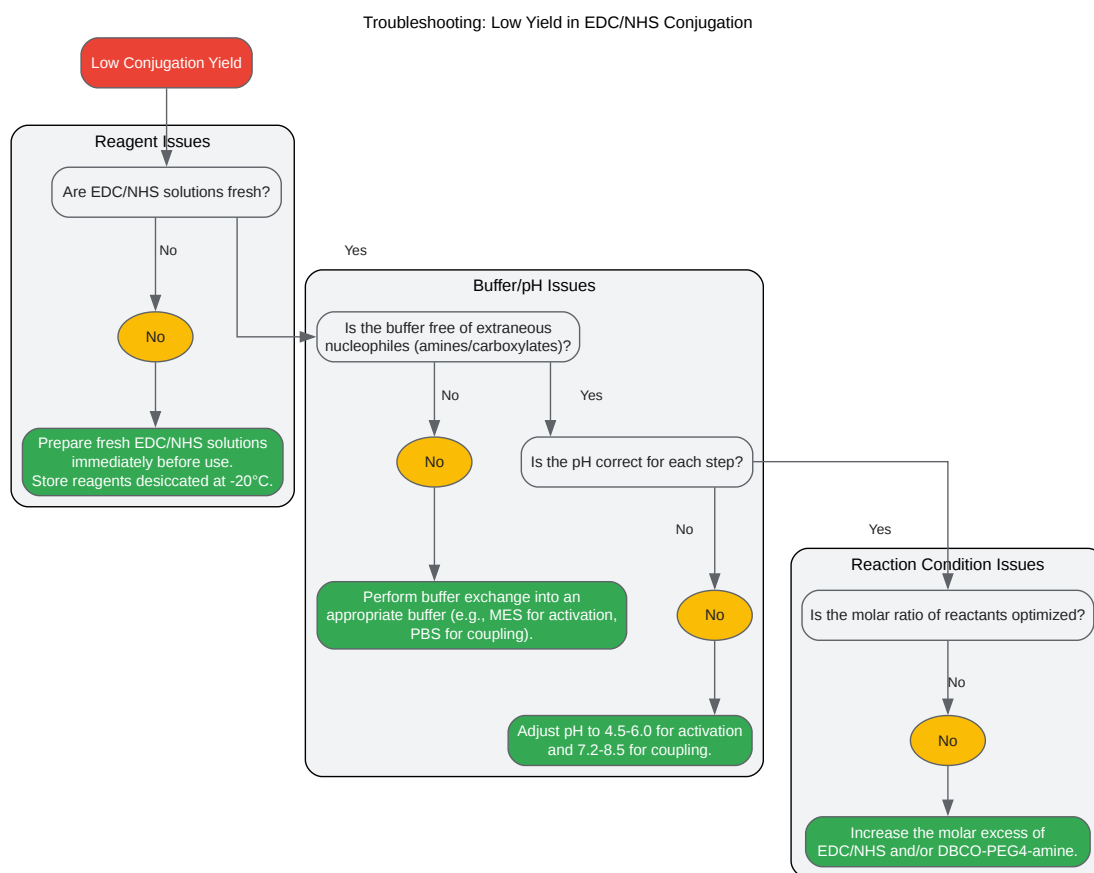 Troubleshooting: Low Yield in EDC/NHS Conjugation
Low Conjugation Yield
Reagent Issues
Are EDC/NHS solutions fresh?
No
Yes
No
Prepare fresh EDC/NHS solutions
immediately before use.
Store reagents desiccated at -20°C.
Buffer/pH Issues
Is the buffer free of extraneous
nucleophiles (amines/carboxylates)?
No
Yes
No
Perform buffer exchange into an
appropriate buffer (e.g., MES for activation,
PBS for coupling).
Is the pH correct for each step?
No
Yes
No
Adjust pH to 4.5-6.0 for activation
and 7.2-8.5 for coupling.
Reaction Condition Issues
Is the molar ratio of reactants optimized?
No
No
Increase the molar excess of
EDC/NHS and/or DBCO-PEG4-amine.